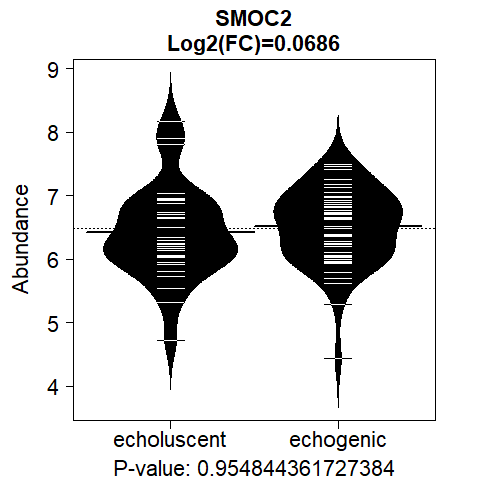 SMOC2
Log2(FC)=0.0686
9
8
7
6
5
4
Abundance
echoluscent echogenic
P-value: 0.954844361727384